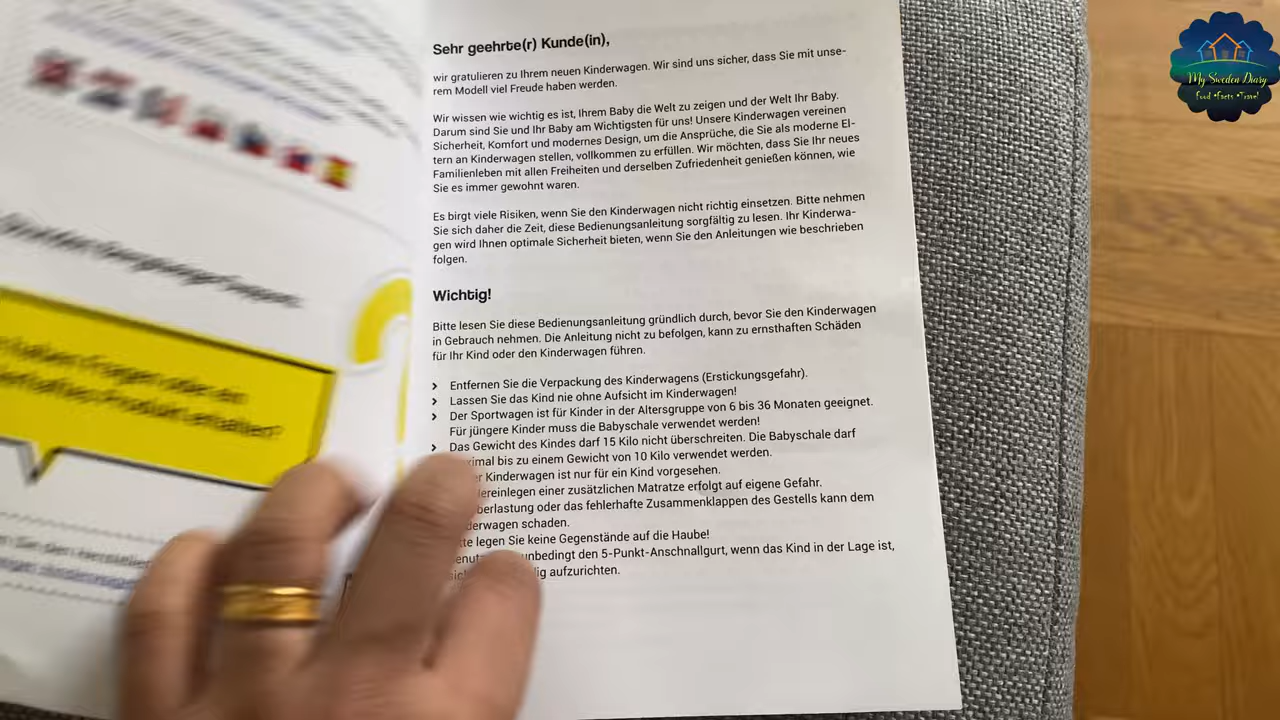 Sehr geehrte(r) Kunde(in),
wir gratulieren zu Ihrem neuen Kinderwagen. Wir sind uns sicher, dass Sie mit unse-
rem Modell viel Freude haben werden.
Wir wissen wie wichtig es ist, Ihrem Baby die Welt zu zeigen und der Welt Ihr Baby.
Darum sind Sie und Ihr Baby am Wichtigsten für uns! Unsere Kinderwagen vereinen
Sicherheit, Komfort und modernes Design, um die Ansprüche, die Sie als moderne El-
tern an Kinderwagen stellen, vollkommen zu erfüllen. Wir möchten, dass Sie Ihr neues
Familienleben mit allen Freiheiten und derselben Zufriedenheit genießen können, wie
Sie es immer gewohnt waren.
Es birgt viele Risiken, wenn Sie den Kinderwagen nicht richtig einsetzen. Bitte nehmen
Sie sich daher die Zeit, diese Bedienungsanleitung sorgfältig zu lesen. Ihr Kinderwa-
gen wird Ihnen optimale Sicherheit bieten, wenn Sie den Anleitungen wie beschrieben
folgen.
Wichtig!
Bitte lesen Sie diese Bedienungsanleitung gründlich durch, bevor Sie den Kinderwagen
in Gebrauch nehmen. Die Anleitung nicht zu befolgen, kann zu ernsthaften Schäden
für Ihr Kind oder den Kinderwagen führen.
Entfernen Sie die Verpackung des Kinderwagens (Erstickungsgefahr).
Lassen Sie das Kind nie ohne Aufsicht im Kinderwagen!
Der Sportwagen ist für Kinder in der Altersgruppe von 6 bis 36 Monaten geeignet.
Für jüngere Kinder muss die Babyschale verwendet werden!
Das Gewicht des Kindes darf 15 Kilo nicht überschreiten. Die Babyschale darf
bis zu einem Gewicht von 10 Kilo verwendet werden.
Kinderwagen ist nur für ein Kind vorgesehen.
einer zusätzlichen Matratze erfolgt auf eigene Gefahr.
oder das fehlerhafte Zusammenklappen des Gestells kann dem
schaden.
legen Sie keine Gegenstände auf die Haube!
unbedingt den 5-Punkt-Anschnallgurt, wenn das Kind in der Lage ist,
aufzurichten.
My Sweden Diary
Food •Facts •Travel